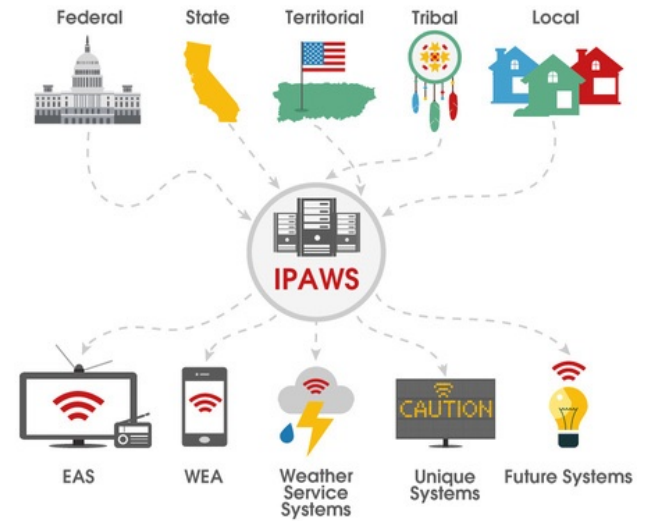 Federal
State
Territorial
Tribal
Local
IPAWS
CAUTION
EAS
WEA
Weather
Service
Systems
Unique
Systems
Future Systems